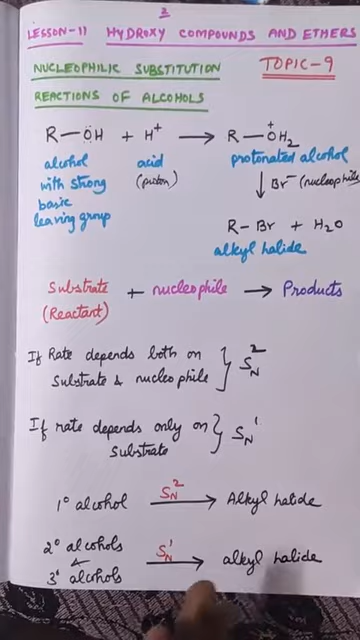 3
LESSON-11 HYDROXY COMPOUNDS AND ETHERS
NUCLEOPHILIC SUBSTITUTION TOPIC-9
REACTIONS OF ALCOHOLS
R—ÖH + H⁺ → R—O⁺H₂
alcohol acid protonated alcohol
with strong (proton) ↓ Br⁻ (nucleophile
basic
leaving group R-Br + H₂O
alkyl halide
Substrate + nucleophile → Products
(Reactant)
If Rate depends both on
Substrate & nucleophile } SN²
If rate depends only on
Substrate } SN¹
1° alcohol SN² → Alkyl halide
2° alcohols
& SN¹ → alkyl halide
3° alcohols